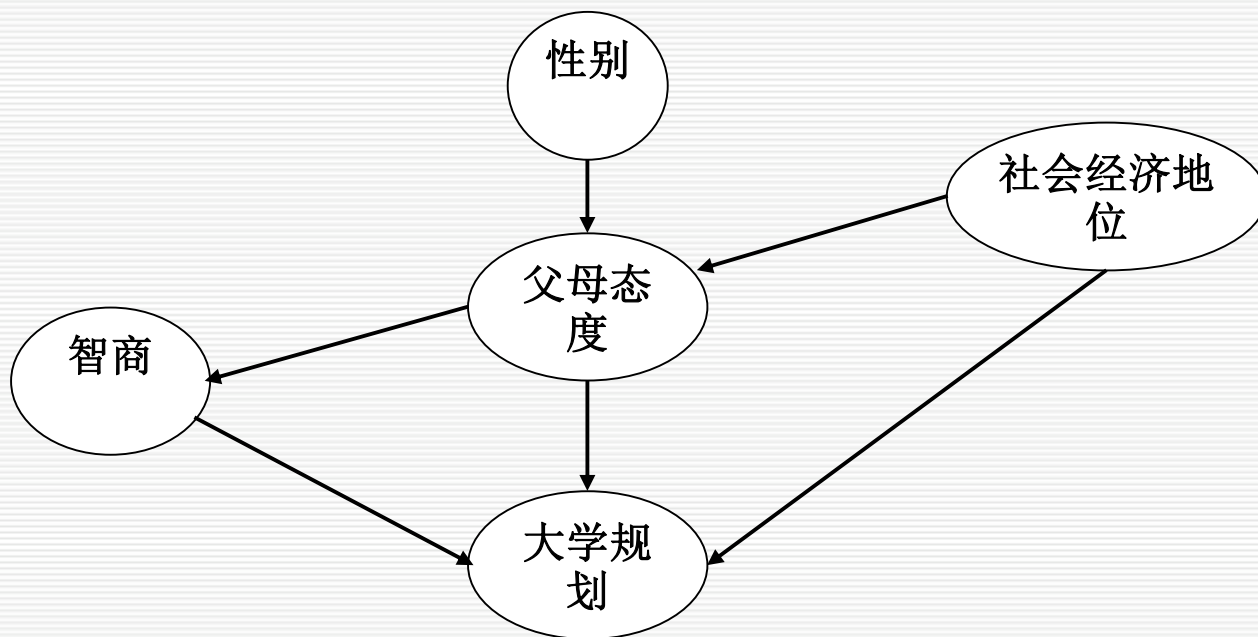 性别
社会经济地
位
父母态
度
智商
大学规
划